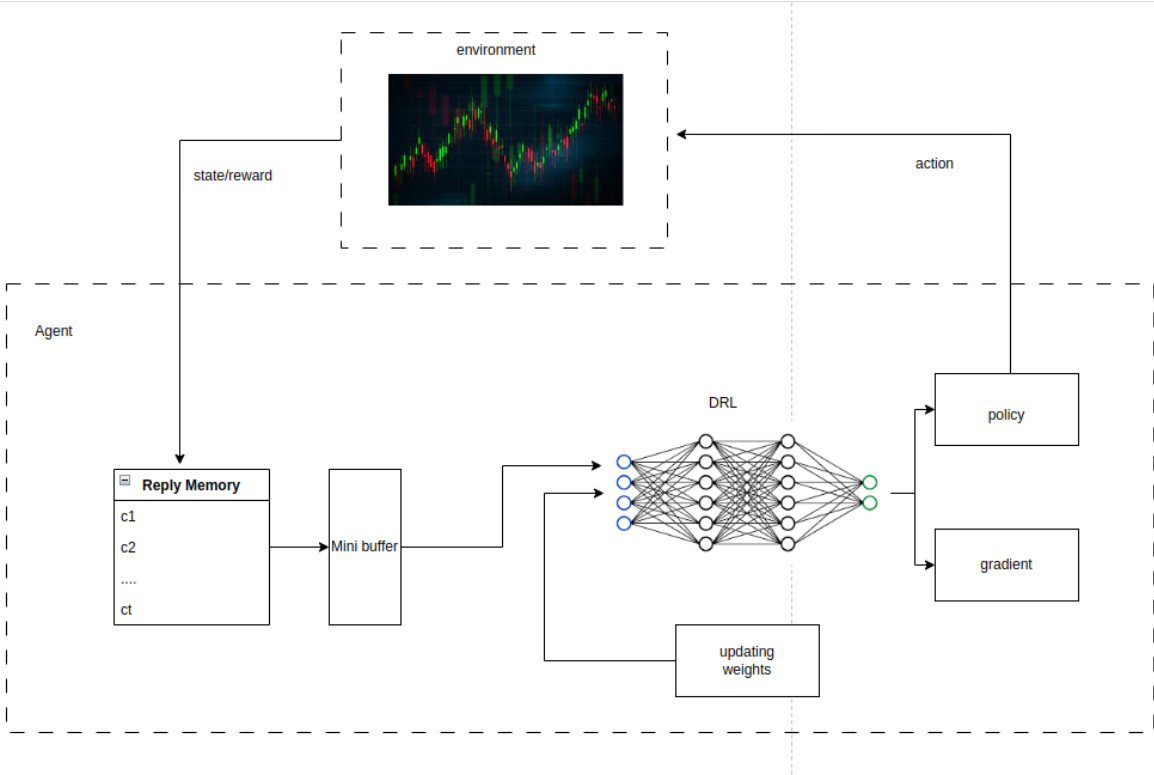 environment
state/reward
action
Agent
DRL
policy
Reply Memory
c1
c2
....
ct
Mini buffer
gradient
updating
weights